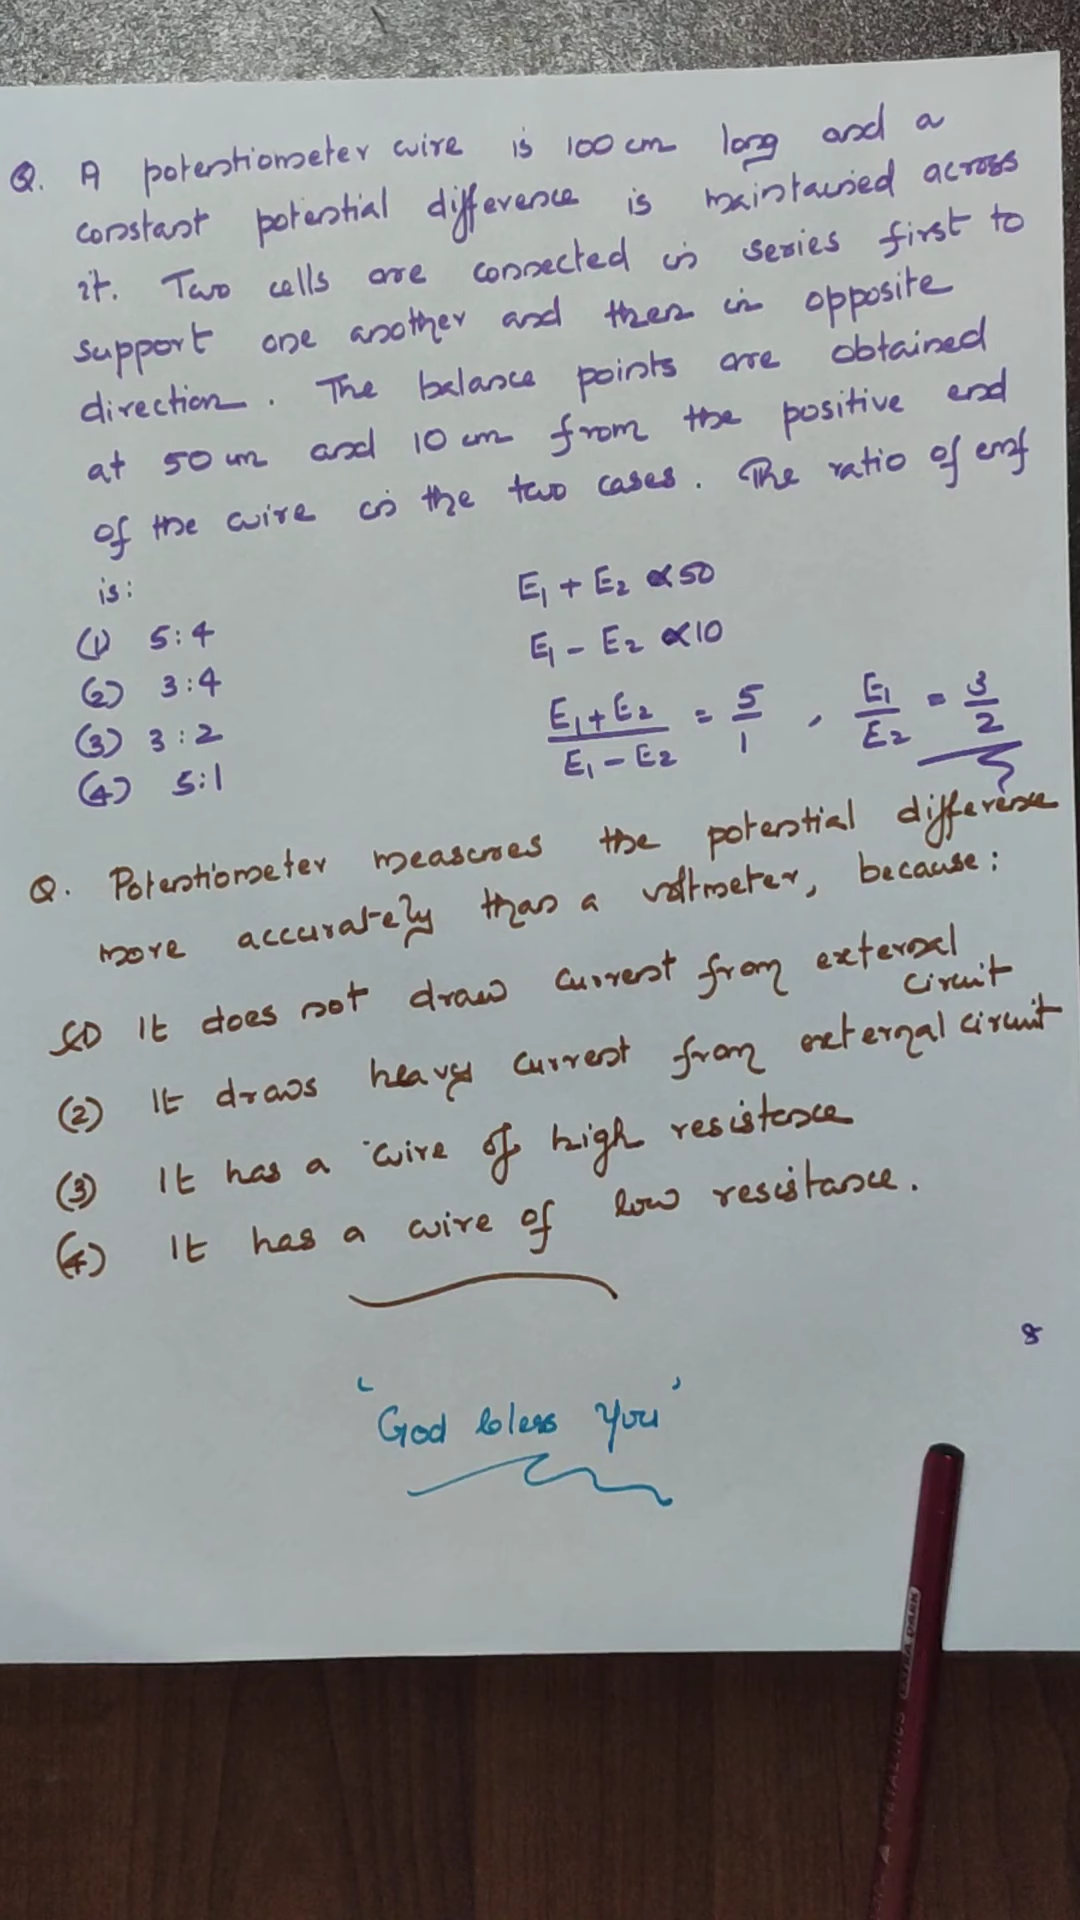 Q. A potentiometer wire is 100 cm long and a
constant potential difference is maintained across
it. Two cells are connected in series first to
support one another and then in opposite
direction. The balance points are obtained
at 50 cm and 10 cm from the positive end
of the wire in the two cases. The ratio of emf
is:
E₁ + E₂ ∝ 50
(1) 5:4
E₁ - E₂ ∝ 10
(2) 3:4
(3) 3:2
E₁+E₂ / E₁-E₂ = 5/1 , E₁/E₂ = 3/2
(4) 5:1
Q. Potentiometer measures the potential difference
more accurately than a voltmeter, because:
(1) It does not draw current from external
circuit
(2) It draws heavy current from external circuit
(3) It has a wire of high resistance
(4) It has a wire of low resistance.
8
'God bless You'
EXTRA DARK